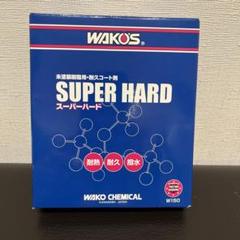 WAKO'S®
未塗装樹脂用・耐久コート剤
SUPER HARD
スーパーハード
耐熱 耐久 撥水
WAKO CHEMICAL
W150